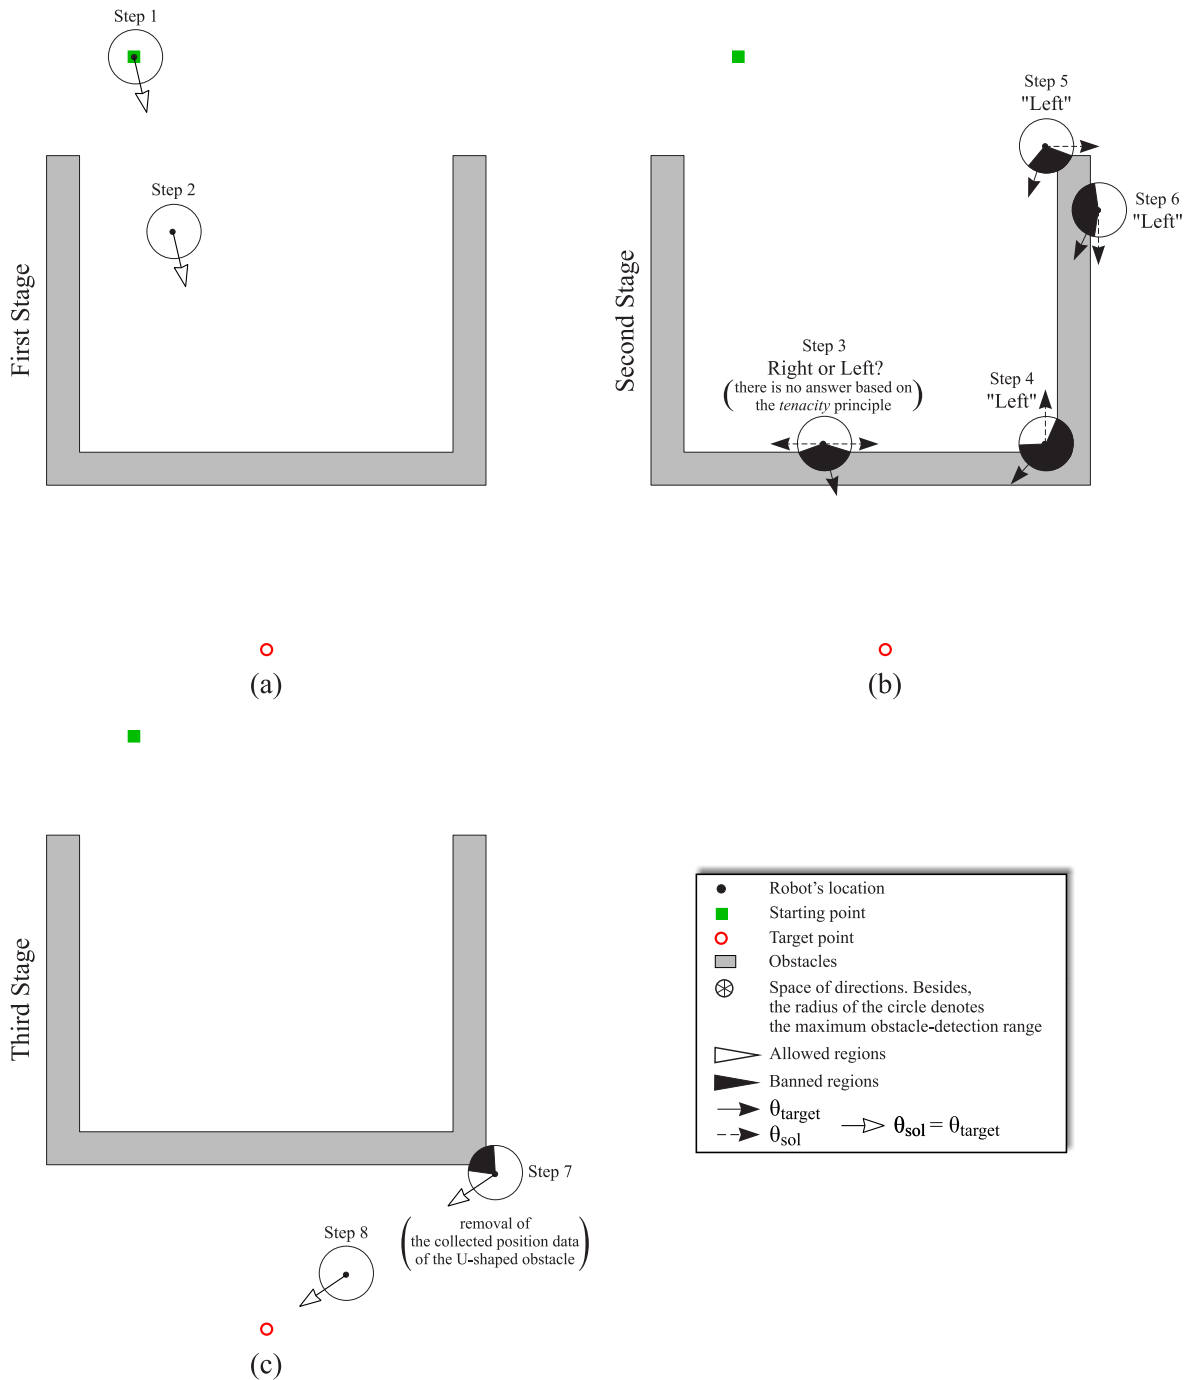 Step 1
Step 2
First Stage
(a)
Step 5
"Left"
Step 6
"Left"
Second Stage
Step 3
Right or Left?
(there is no answer based on
the tenacity principle)
Step 4
"Left"
(b)
Third Stage
Step 7
(removal of
the collected position data
of the U-shaped obstacle)
Step 8
(c)
Robot's location
Starting point
Target point
Obstacles
Space of directions. Besides,
the radius of the circle denotes
the maximum obstacle-detection range
Allowed regions
Banned regions
θtarget
θsol
θsol = θtarget